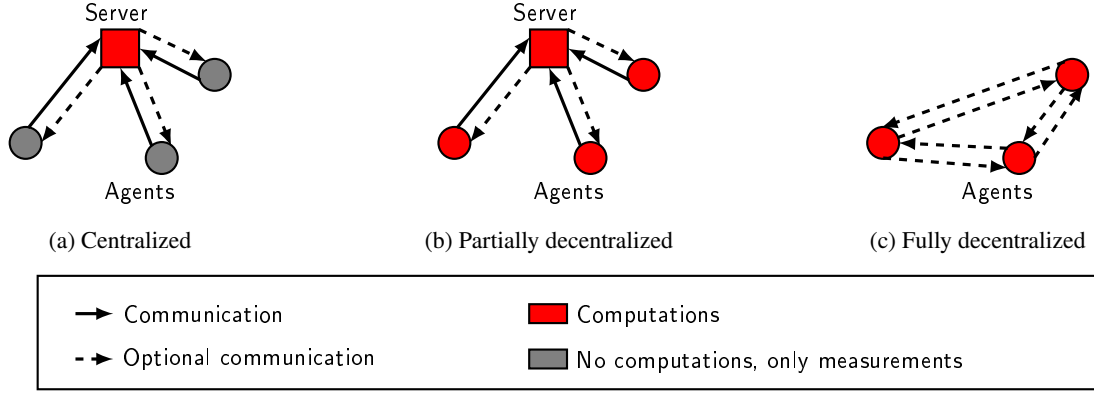 Server
Server
Agents
Agents
Agents
(a) Centralized
(b) Partially decentralized
(c) Fully decentralized
Communication
Computations
Optional communication
No computations, only measurements